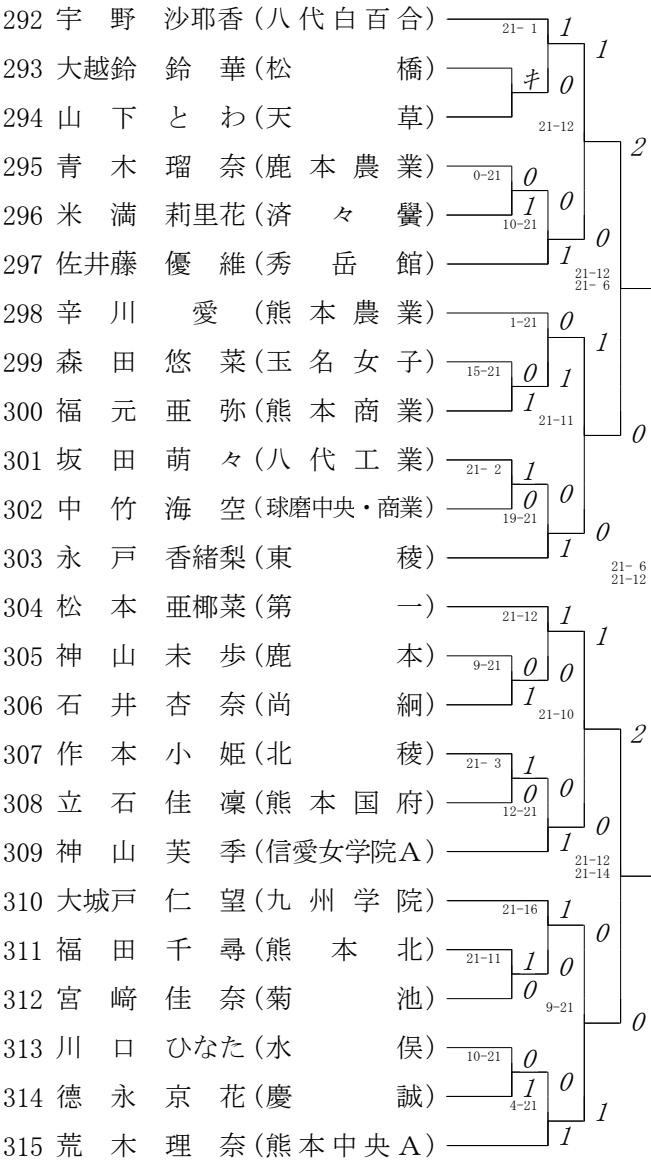 292 宇野 沙耶香 (八代白百合) 21- 1 1
1
293 大越鈴 鈴華 (松橋)
キ 0
294 山下 とわ (天草) 21-12
2
295 青木 瑠奈 (鹿本農業) 0-21 0
0
296 米満 莉里花 (済々黌) 1
10-21 0
297 佐井藤 優維 (秀岳館) 1
21-12
21- 6
298 辛川 愛 (熊本農業) 1-21 0
1
299 森田 悠菜 (玉名女子) 15-21 0 1
300 福元 亜弥 (熊本商業) 1 21-11
0
301 坂田 萌々 (八代工業) 21- 2 1
0 0
302 中竹 海空 (球磨中央・商業) 19-21
0
303 永戸 香緒梨 (東稜) 1
21- 6
21-12
304 松本 亜椰菜 (第一) 21-12 1
1
305 神山 未歩 (鹿本) 9-21 0 0
306 石井 杏奈 (尚絅) 1 21-10
2
307 作本 小姫 (北稜) 21- 3 1
0 0
308 立石 佳凜 (熊本国府) 12-21
0
309 神山 芙季 (信愛女学院A) 1
21-12
21-14
310 大城戸 仁望 (九州学院) 21-16 1
0
311 福田 千尋 (熊本北) 21-11 1 0
312 宮﨑 佳奈 (菊池) 0 9-21
0
313 川口 ひなた (水俣) 10-21 0
1 0
314 德永 京花 (慶誠) 4-21
1
315 荒木 理奈 (熊本中央A) 1